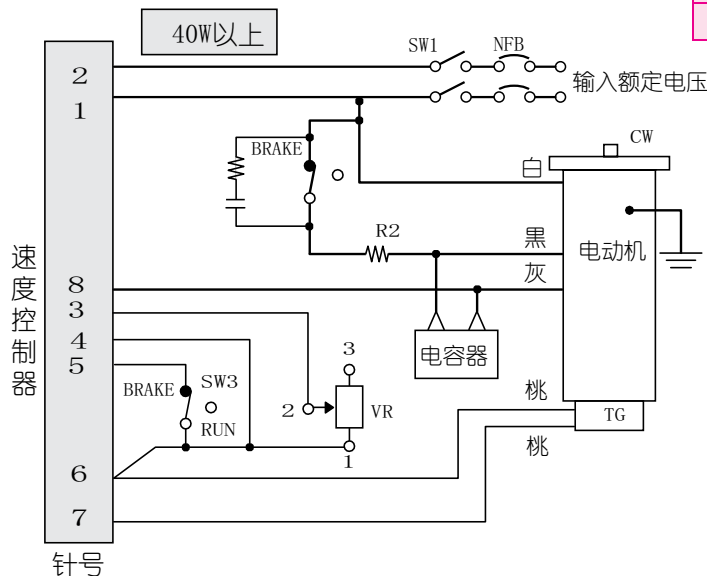 40W以上
SW1
NFB
2
输入额定电压
1
CW
BRAKE
白
R2
黑
电动机
灰
速度控制器
8
3
4
3
电容器
5
BRAKE
SW3
2
VR
桃
TG
RUN
1
桃
6
7
针号